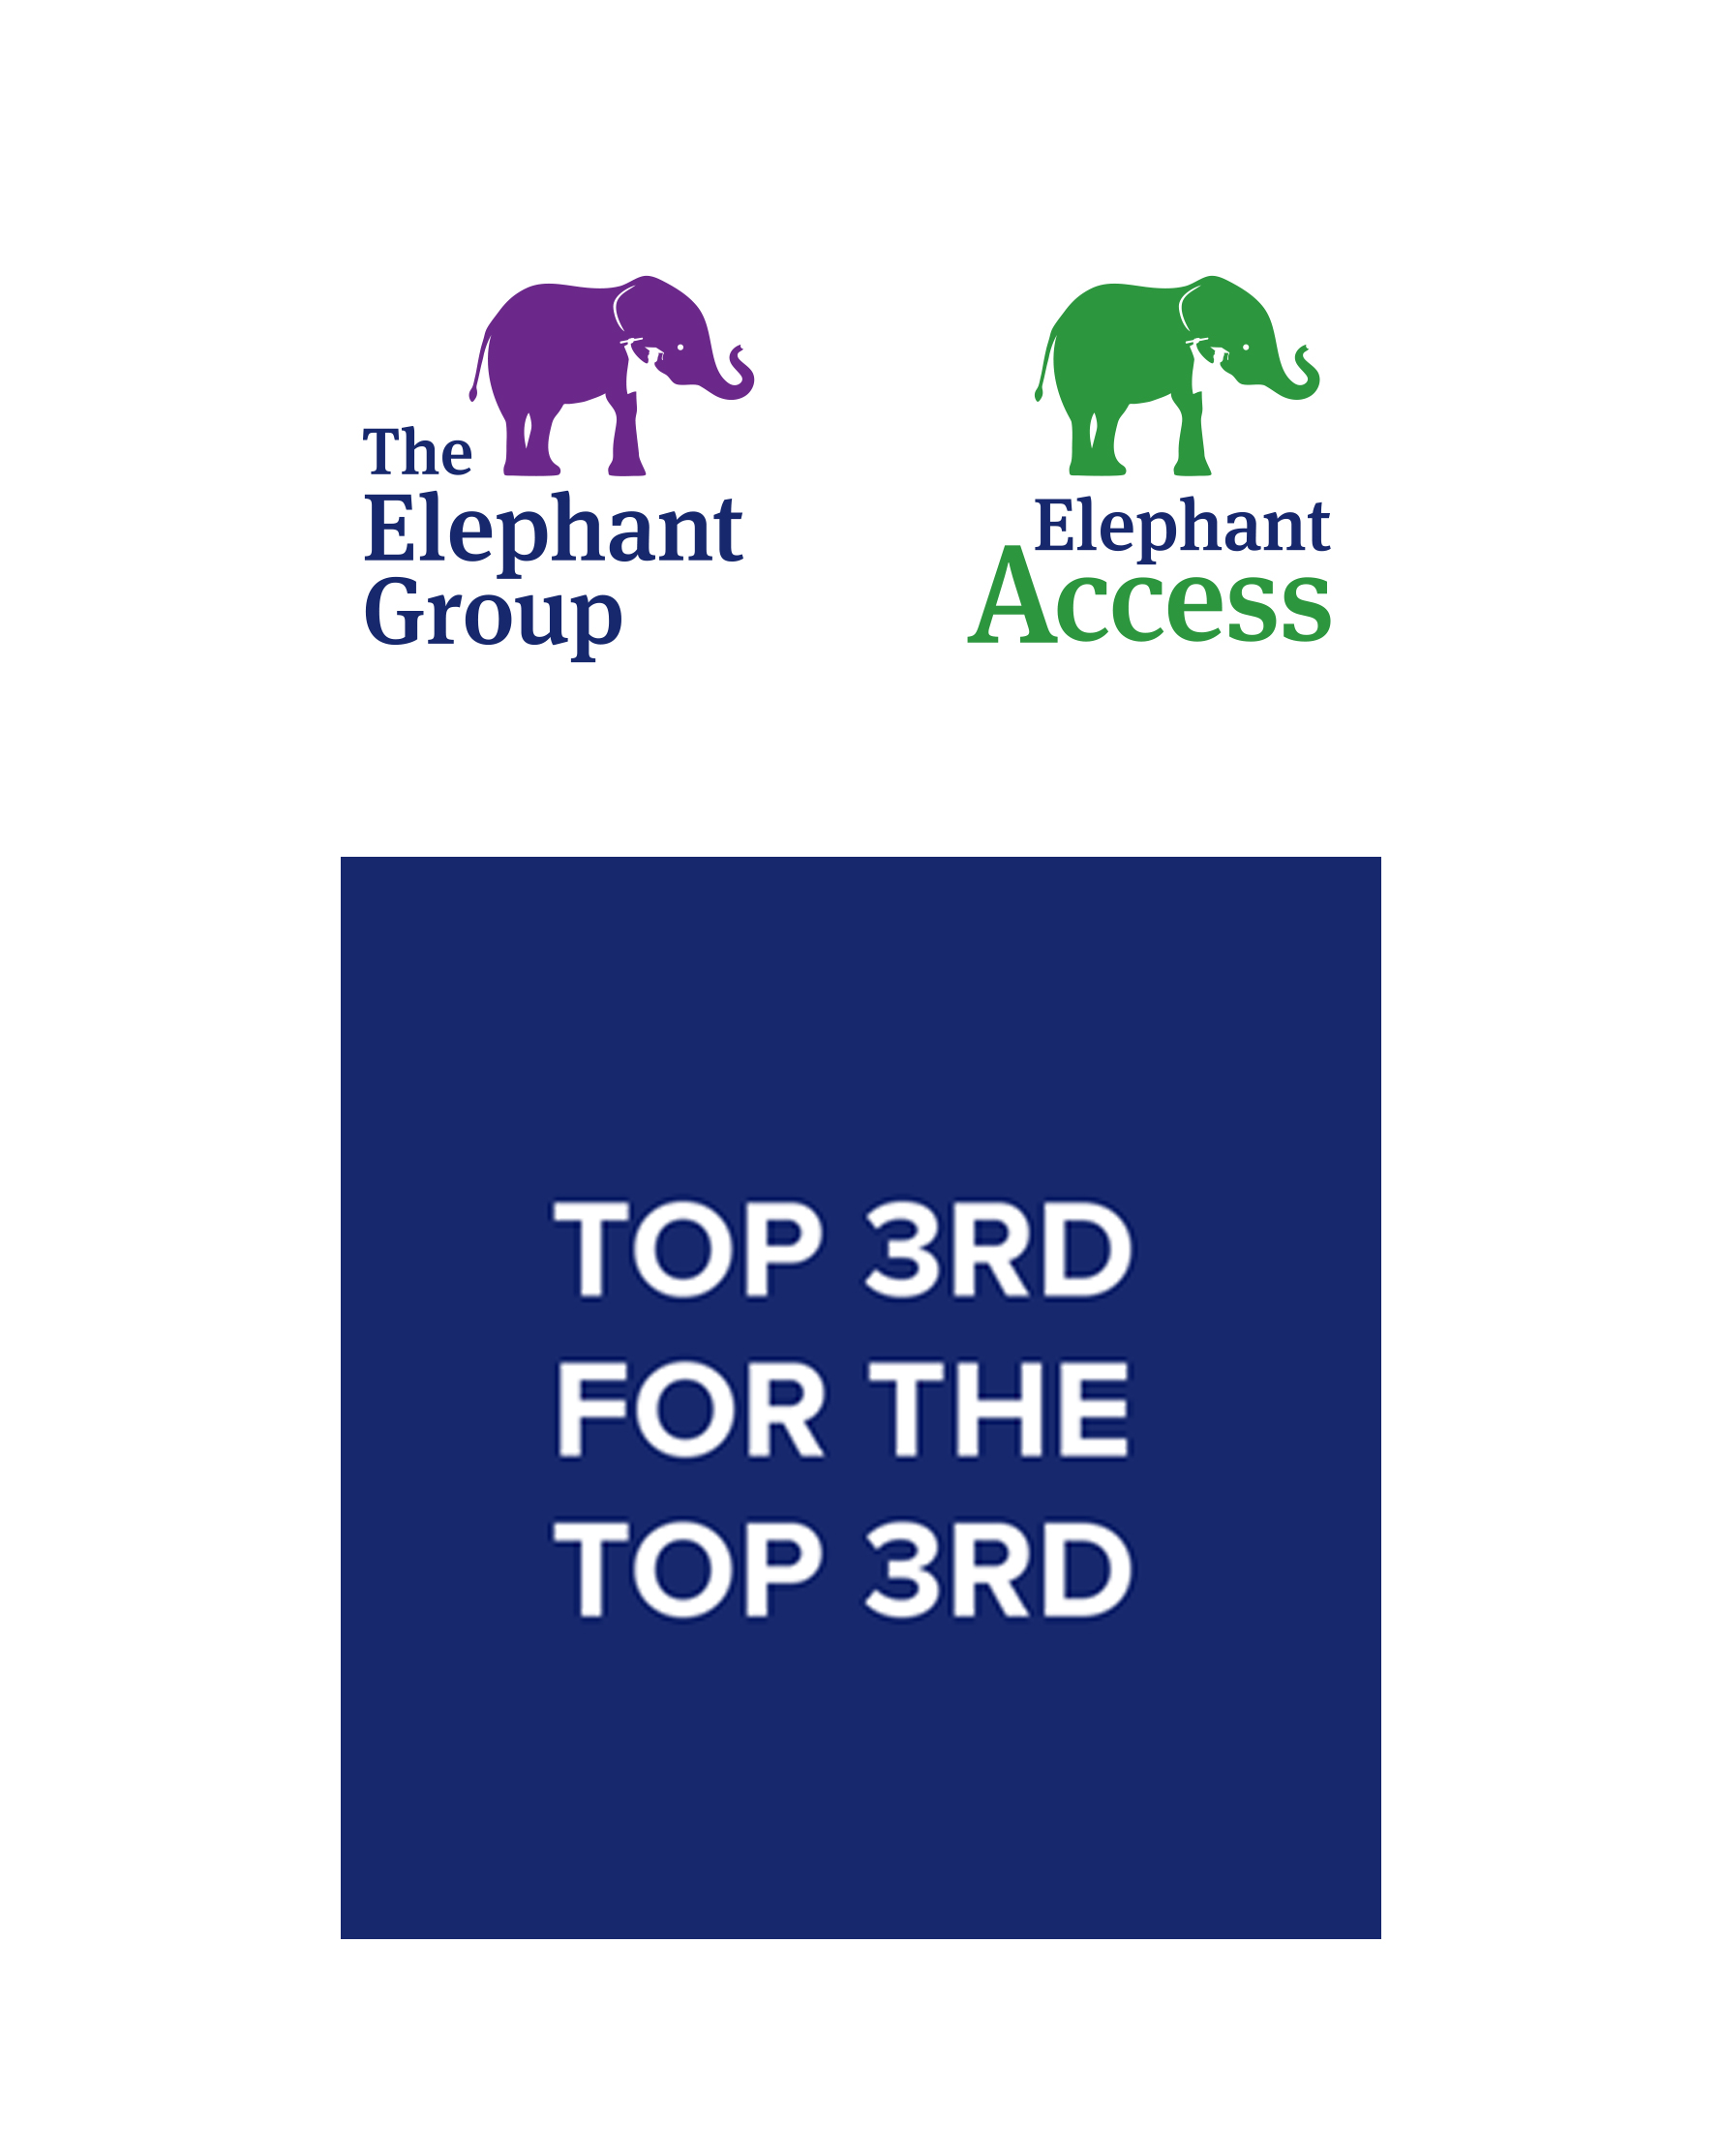 The
Elephant
Group
Elephant
Access
TOP 3RD
FOR THE
TOP 3RD